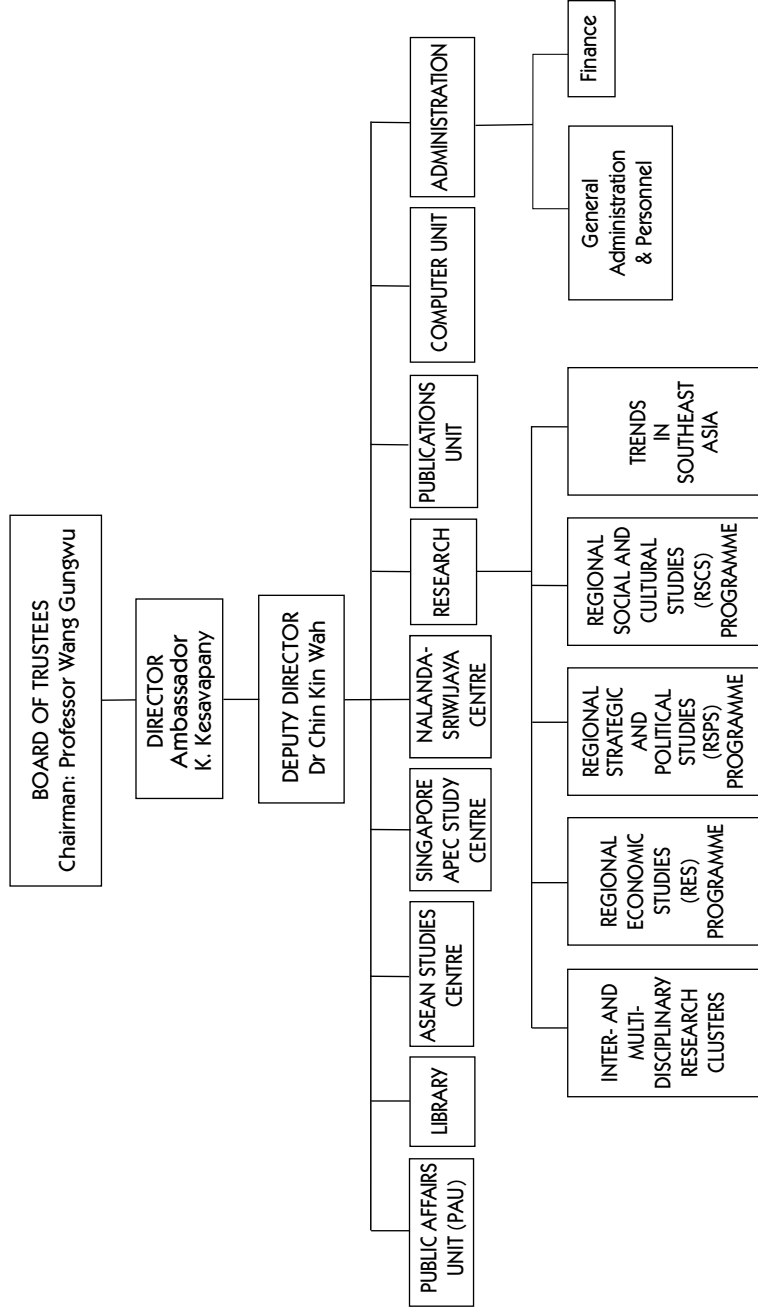 BOARD OF TRUSTEES
Chairman: Professor Wang Gungwu
DIRECTOR
Ambassador
K. Kesavapany
DEPUTY DIRECTOR
Dr Chin Kin Wah
PUBLIC AFFAIRS
UNIT (PAU)
LIBRARY
ASEAN STUDIES
CENTRE
SINGAPORE
APEC STUDY
CENTRE
NALANDA-
SRIWIJAYA
CENTRE
RESEARCH
PUBLICATIONS
UNIT
COMPUTER UNIT
ADMINISTRATION
INTER- AND
MULTI-
DISCIPLINARY
RESEARCH
CLUSTERS
REGIONAL
ECONOMIC
STUDIES
(RES)
PROGRAMME
REGIONAL
STRATEGIC
AND
POLITICAL
STUDIES
(RSPS)
PROGRAMME
REGIONAL
SOCIAL AND
CULTURAL
STUDIES
(RSCS)
PROGRAMME
TRENDS
IN
SOUTHEAST
ASIA
General
Administration
& Personnel
Finance